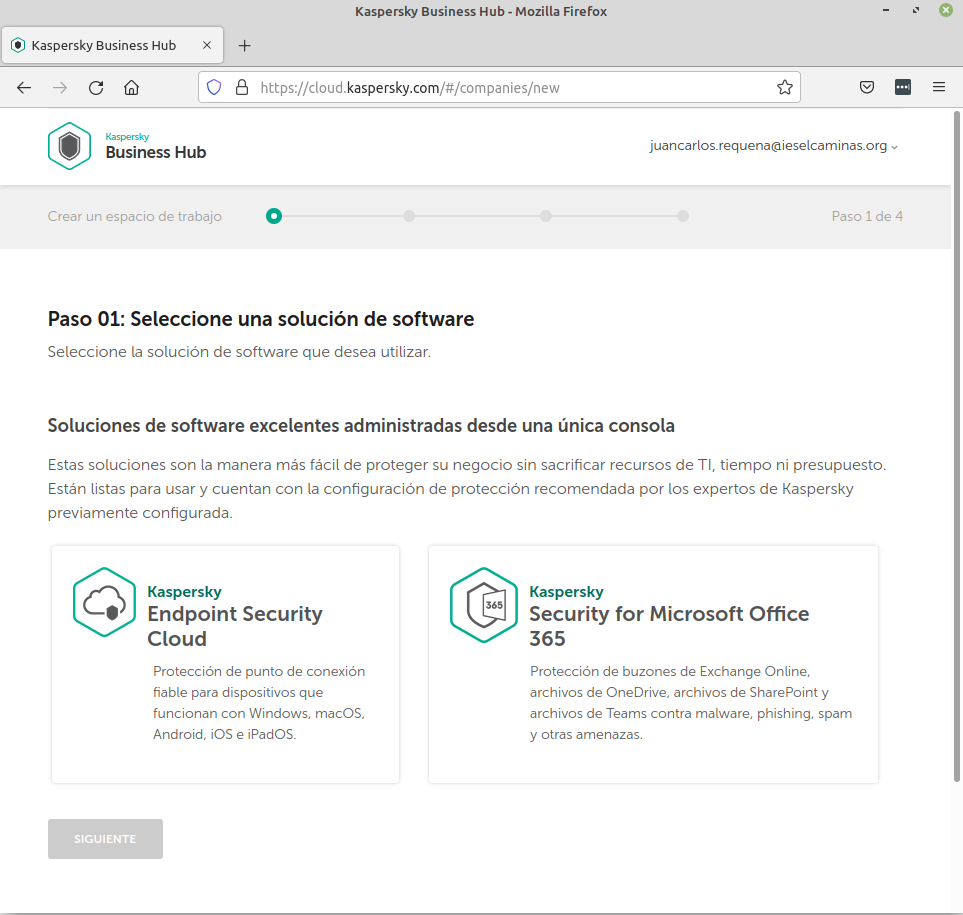 Kaspersky Business Hub - Mozilla Firefox
Kaspersky Business Hub
https://cloud.kaspersky.com/#/companies/new
Kaspersky
Business Hub
juancarlos.requena@ieselcaminas.org
Crear un espacio de trabajo
Paso 1 de 4
Paso 01: Seleccione una solución de software
Seleccione la solución de software que desea utilizar.
Soluciones de software excelentes administradas desde una única consola
Estas soluciones son la manera más fácil de proteger su negocio sin sacrificar recursos de TI, tiempo ni presupuesto.
Están listas para usar y cuentan con la configuración de protección recomendada por los expertos de Kaspersky
previamente configurada.
Kaspersky
Endpoint Security
Cloud
Protección de punto de conexión
fiable para dispositivos que
funcionan con Windows, macOS,
Android, iOS e iPadOS.
365
Kaspersky
Security for Microsoft Office
365
Protección de buzones de Exchange Online,
archivos de OneDrive, archivos de SharePoint y
archivos de Teams contra malware, phishing, spam
y otras amenazas.
SIGUIENTE